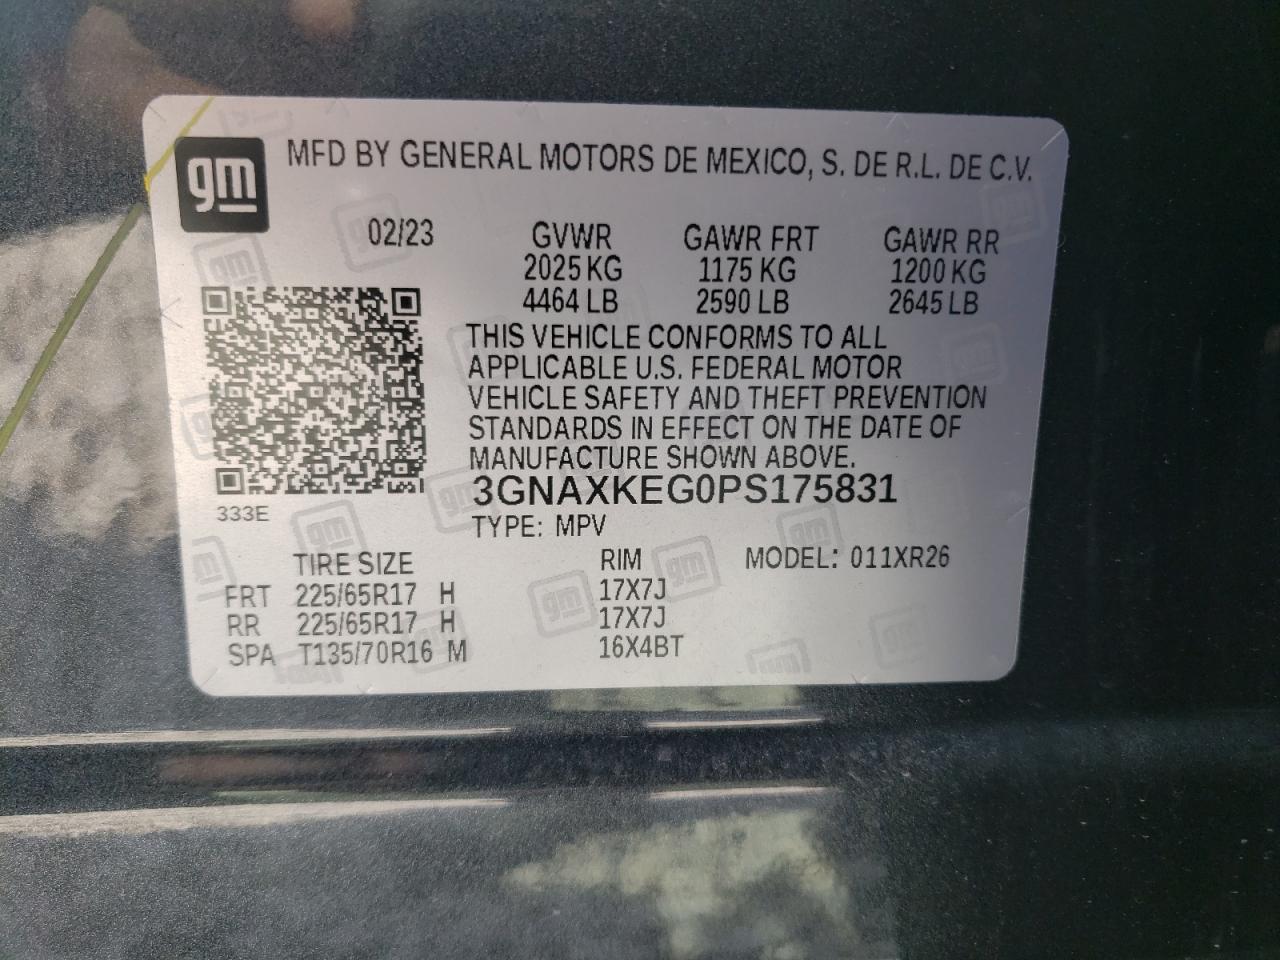 gm MFD BY GENERAL MOTORS DE MEXICO, S. DE R.L. DE C.V.
02/23 GVWR GAWR FRT GAWR RR
2025 KG 1175 KG 1200 KG
4464 LB 2590 LB 2645 LB
THIS VEHICLE CONFORMS TO ALL
APPLICABLE U.S. FEDERAL MOTOR
VEHICLE SAFETY AND THEFT PREVENTION
STANDARDS IN EFFECT ON THE DATE OF
MANUFACTURE SHOWN ABOVE.
3GNAXKEG0PS175831
333E
TYPE: MPV
TIRE SIZE RIM MODEL: 011XR26
FRT 225/65R17 H 17X7J
RR 225/65R17 H 17X7J
SPA T135/70R16 M 16X4BT